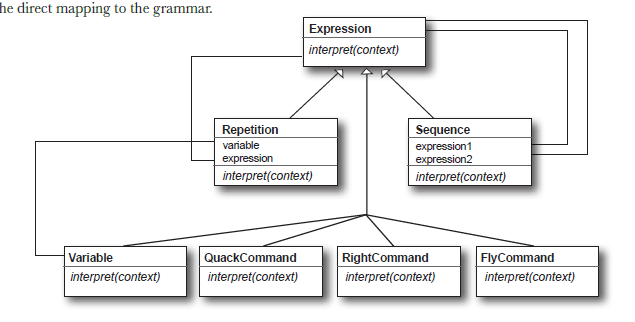 he direct mapping to the grammar.
Expression
interpret(context)
Repetition
variable
expression
interpret(context)
Sequence
expression1
expression2
interpret(context)
Variable
interpret(context)
QuackCommand
interpret(context)
RightCommand
interpret(context)
FlyCommand
interpret(context)